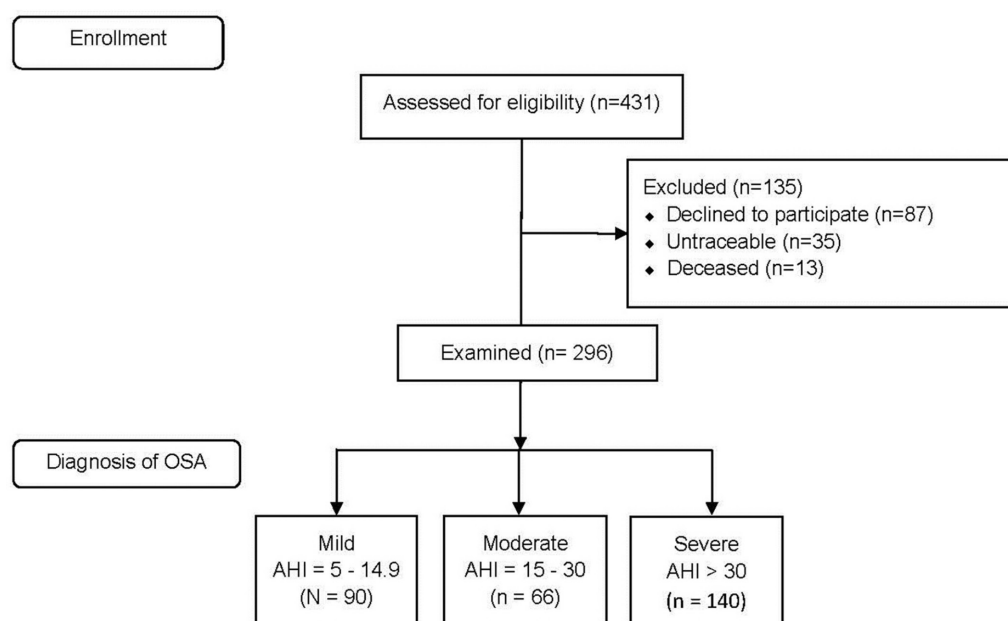 Enrollment
Assessed for eligibility (n=431)
Excluded (n=135)
◆ Declined to participate (n=87)
◆ Untraceable (n=35)
◆ Deceased (n=13)
Examined (n= 296)
Diagnosis of OSA
Mild
AHI = 5 - 14.9
(N = 90)
Moderate
AHI = 15 - 30
(n = 66)
Severe
AHI > 30
(n = 140)